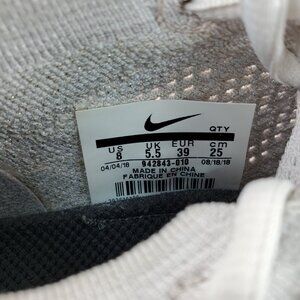 QTY
US UK EUR cm
8 5.5 39 25
04/04/18 942843-010 08/18/18
MADE IN CHINA
FABRIQUE EN CHINE